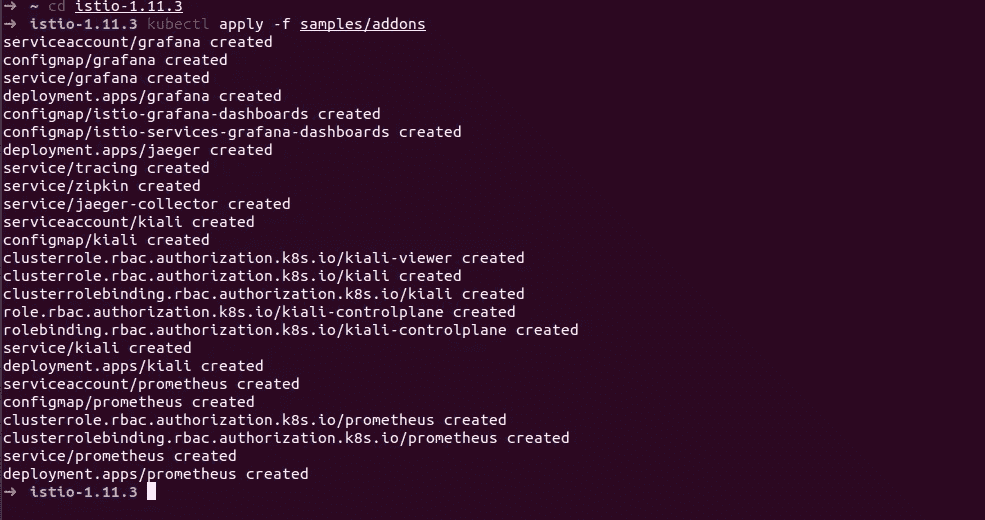 → ~ cd istio-1.11.3
→ istio-1.11.3 kubectl apply -f samples/addons
serviceaccount/grafana created
configmap/grafana created
service/grafana created
deployment.apps/grafana created
configmap/istio-grafana-dashboards created
configmap/istio-services-grafana-dashboards created
deployment.apps/jaeger created
service/tracing created
service/zipkin created
service/jaeger-collector created
serviceaccount/kiali created
configmap/kiali created
clusterrole.rbac.authorization.k8s.io/kiali-viewer created
clusterrole.rbac.authorization.k8s.io/kiali created
clusterrolebinding.rbac.authorization.k8s.io/kiali created
role.rbac.authorization.k8s.io/kiali-controlplane created
rolebinding.rbac.authorization.k8s.io/kiali-controlplane created
service/kiali created
deployment.apps/kiali created
serviceaccount/prometheus created
configmap/prometheus created
clusterrole.rbac.authorization.k8s.io/prometheus created
clusterrolebinding.rbac.authorization.k8s.io/prometheus created
service/prometheus created
deployment.apps/prometheus created
→ istio-1.11.3